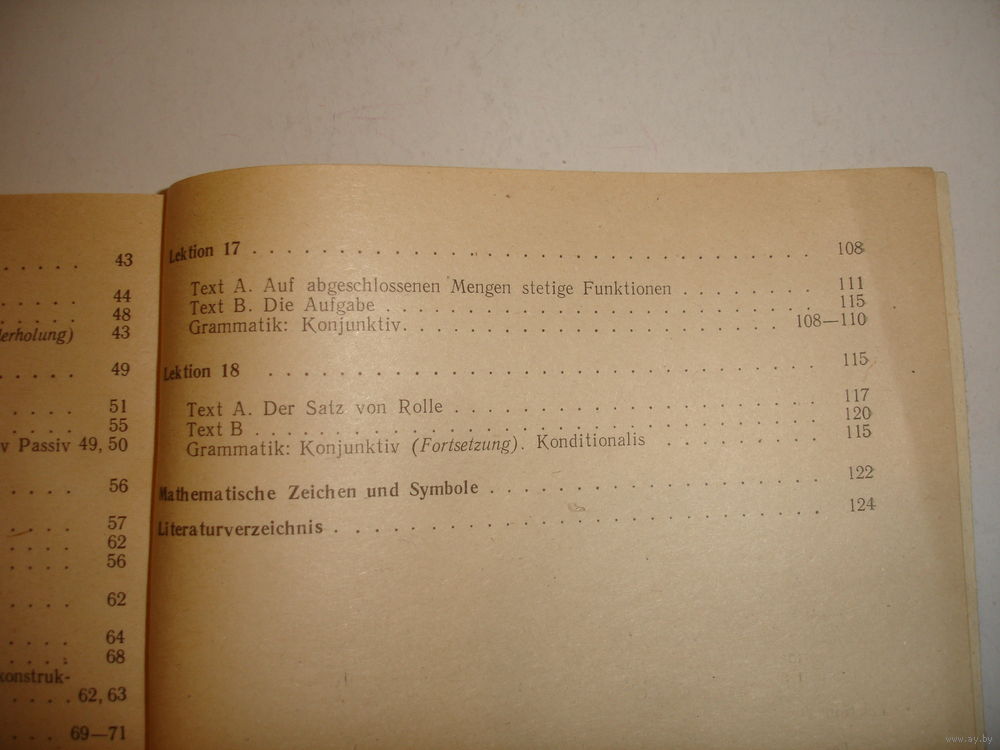 . . . . . 43
. . . . . 44
. . . . . 48
derholung) 43
. . . . . 49
. . . . 51
. . . . 55
v Passiv 49, 50
. . . . 56
. . . . 57
. . . . 62
. . . . 56
. . . . 62
. . . . 64
. . . . 68
konstruk-
. . . . 62, 63
. . . 69—71
Lektion 17 . . . . . . . . . . . . . . . . . . . . . . . . . . 108
Text A. Auf abgeschlossenen Mengen stetige Funktionen . . . . . . . . 111
Text B. Die Aufgabe . . . . . . . . . . . . . . . . . . . . 115
Grammatik: Konjunktiv. . . . . . . . . . . . . . . . . . . 108—110
Lektion 18 . . . . . . . . . . . . . . . . . . . . . . . . . . 115
Text A. Der Satz von Rolle . . . . . . . . . . . . . . . . . 117
Text B . . . . . . . . . . . . . . . . . . . . . . . . . . 120
Grammatik: Konjunktiv (Fortsetzung). Konditionalis . . . . . . . . 115
Mathematische Zeichen und Symbole . . . . . . . . . . . . . . . 122
Literaturverzeichnis . . . . . . . . . . . . . . . . . . . . . . 124
www.ay.by